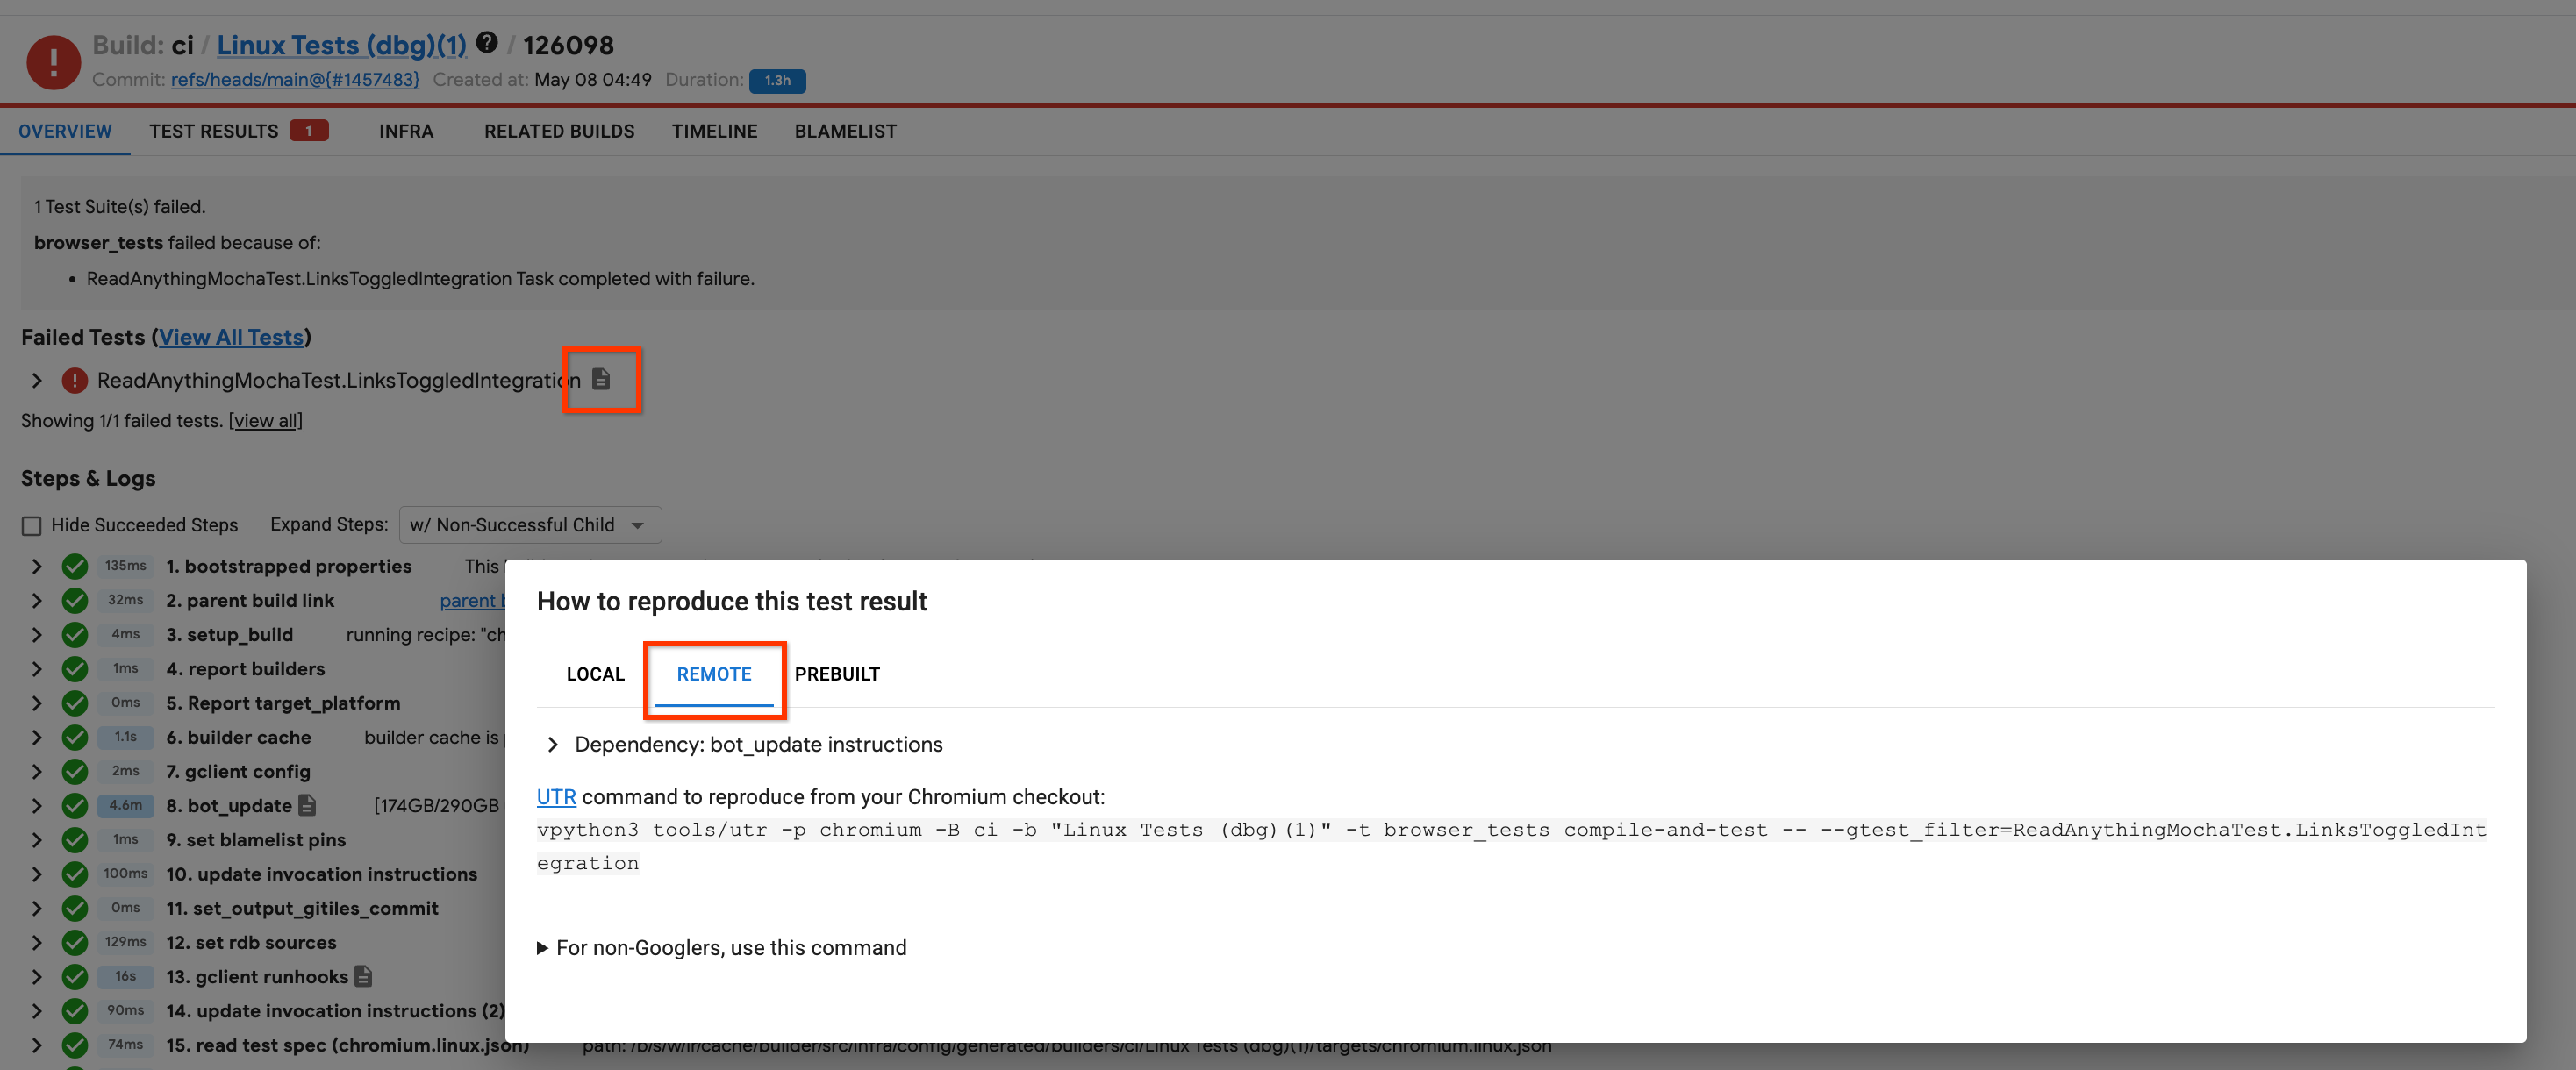 Build: ci / Linux Tests (dbg)(1) ? / 126098
Commit: refs/heads/main@{#1457483} Created at: May 08 04:49 Duration: 1.3h
OVERVIEW TEST RESULTS 1 INFRA RELATED BUILDS TIMELINE BLAMELIST
1 Test Suite(s) failed.
browser_tests failed because of:
• ReadAnythingMochaTest.LinksToggledIntegration Task completed with failure.
Failed Tests (View All Tests)
ReadAnythingMochaTest.LinksToggledIntegration
Showing 1/1 failed tests. [view all]
Steps & Logs
Hide Succeeded Steps Expand Steps: w/ Non-Successful Child
135ms 1. bootstrapped properties This
32ms 2. parent build link parent
4ms 3. setup_build running recipe: "ch
1ms 4. report builders
0ms 5. Report target_platform
1.1s 6. builder cache builder cache is
2ms 7. gclient config
4.6m 8. bot_update [174GB/290GB
1ms 9. set blamelist pins
100ms 10. update invocation instructions
0ms 11. set_output_gitiles_commit
129ms 12. set rdb sources
16s 13. gclient runhooks
90ms 14. update invocation instructions (2)
74ms 15. read test spec (chromium.linux.json) path: /b/s/w/ir/cache/builder/src/infra/config/generated/builders/ci/Linux Tests (dbg)(1)/targets/chromium.linux.json
How to reproduce this test result
LOCAL REMOTE PREBUILT
Dependency: bot_update instructions
UTR command to reproduce from your Chromium checkout:
vpython3 tools/utr -p chromium -B ci -b "Linux Tests (dbg)(1)" -t browser_tests compile-and-test -- --gtest_filter=ReadAnythingMochaTest.LinksToggledInt
egration
For non-Googlers, use this command